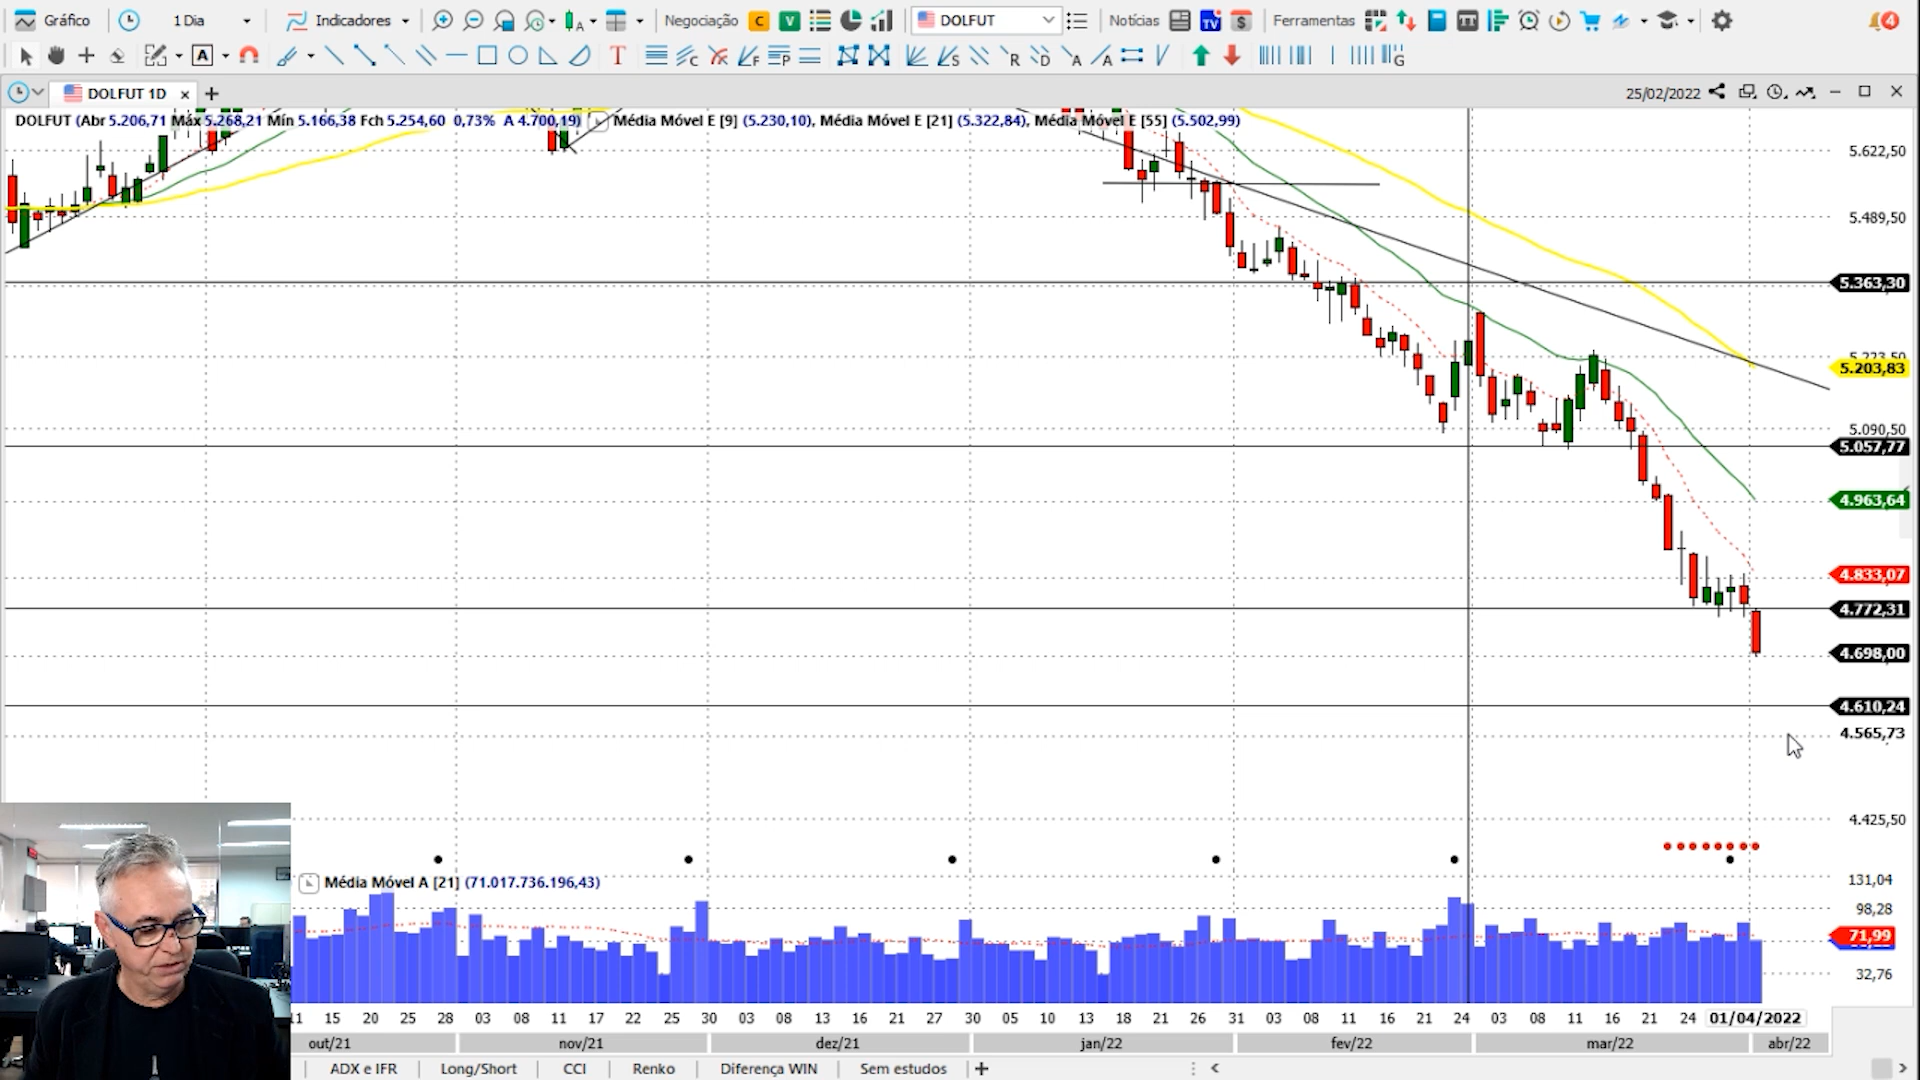 Gráfico 1 Dia Indicadores Negociação C V DOLFUT Notícias TV $ Ferramentas 4
DOLFUT 1D 25/02/2022
DOLFUT (Abr 5.206,71 Máx 5.268,21 Mín 5.166,38 Fch 5.254,60 0,73% A 4.700,19) Média Móvel E [9] (5.230,10), Média Móvel E [21] (5.322,84), Média Móvel E [55] (5.502,99)
5.622,50
5.489,50
5.363,30
5.203,83
5.090,50
5.057,77
4.963,64
4.833,07
4.772,31
4.698,00
4.610,24
4.565,73
4.425,50
Média Móvel A [21] (71.017.736.196,43)
131,04
98,28
71,99
32,76
11 15 20 25 28 03 08 11 17 22 25 30 03 08 13 16 21 27 30 05 10 13 18 21 26 31 03 08 11 16 21 24 03 08 11 16 21 24 01/04/2022
out/21 nov/21 dez/21 jan/22 fev/22 mar/22 abr/22
ADX e IFR Long/Short CCI Renko Diferença WIN Sem estudos